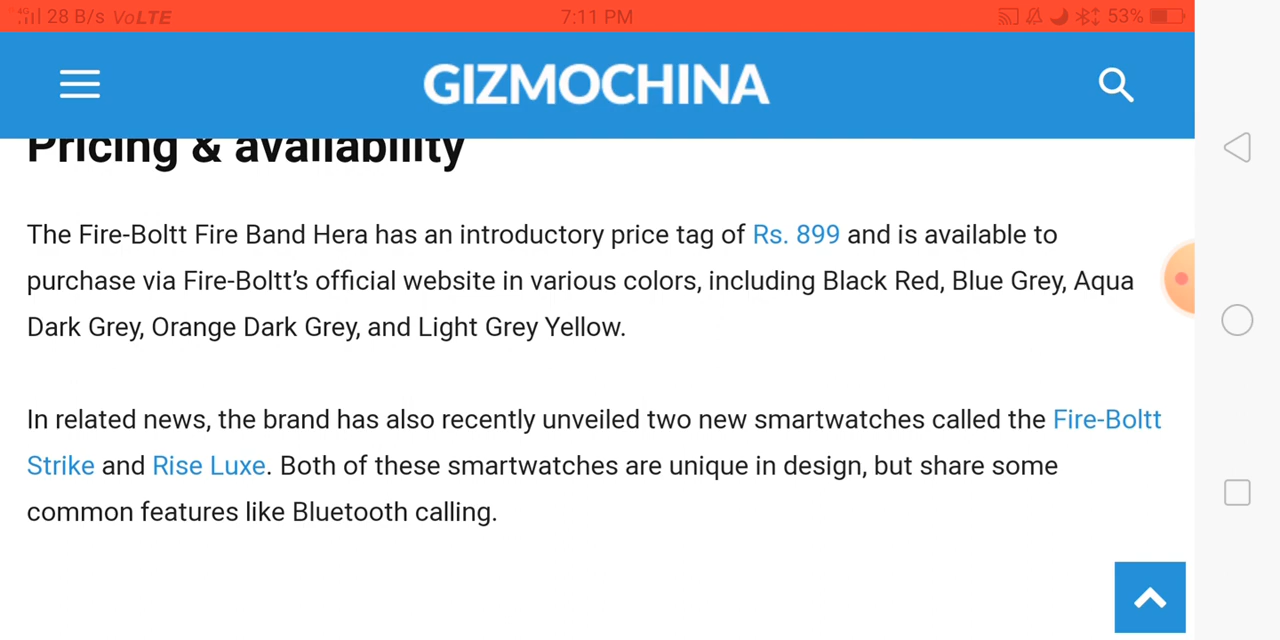 28 B/s VoLTE 7:11 PM 53%
GIZMOCHINA
Pricing & availability
The Fire-Boltt Fire Band Hera has an introductory price tag of Rs. 899 and is available to
purchase via Fire-Boltt’s official website in various colors, including Black Red, Blue Grey, Aqua
Dark Grey, Orange Dark Grey, and Light Grey Yellow.
In related news, the brand has also recently unveiled two new smartwatches called the Fire-Boltt
Strike and Rise Luxe. Both of these smartwatches are unique in design, but share some
common features like Bluetooth calling.